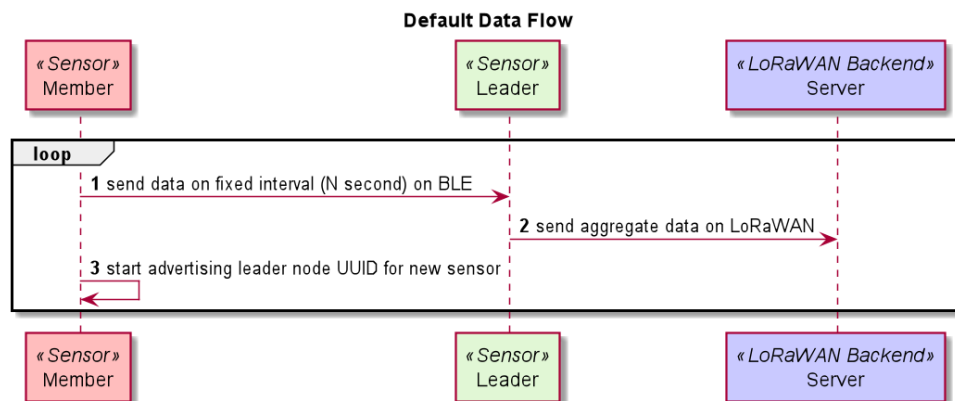 Default Data Flow
«Sensor»
Member
«Sensor»
Leader
«LoRaWAN Backend»
Server
loop
1 send data on fixed interval (N second) on BLE
2 send aggregate data on LoRaWAN
3 start advertising leader node UUID for new sensor
«Sensor»
Member
«Sensor»
Leader
«LoRaWAN Backend»
Server